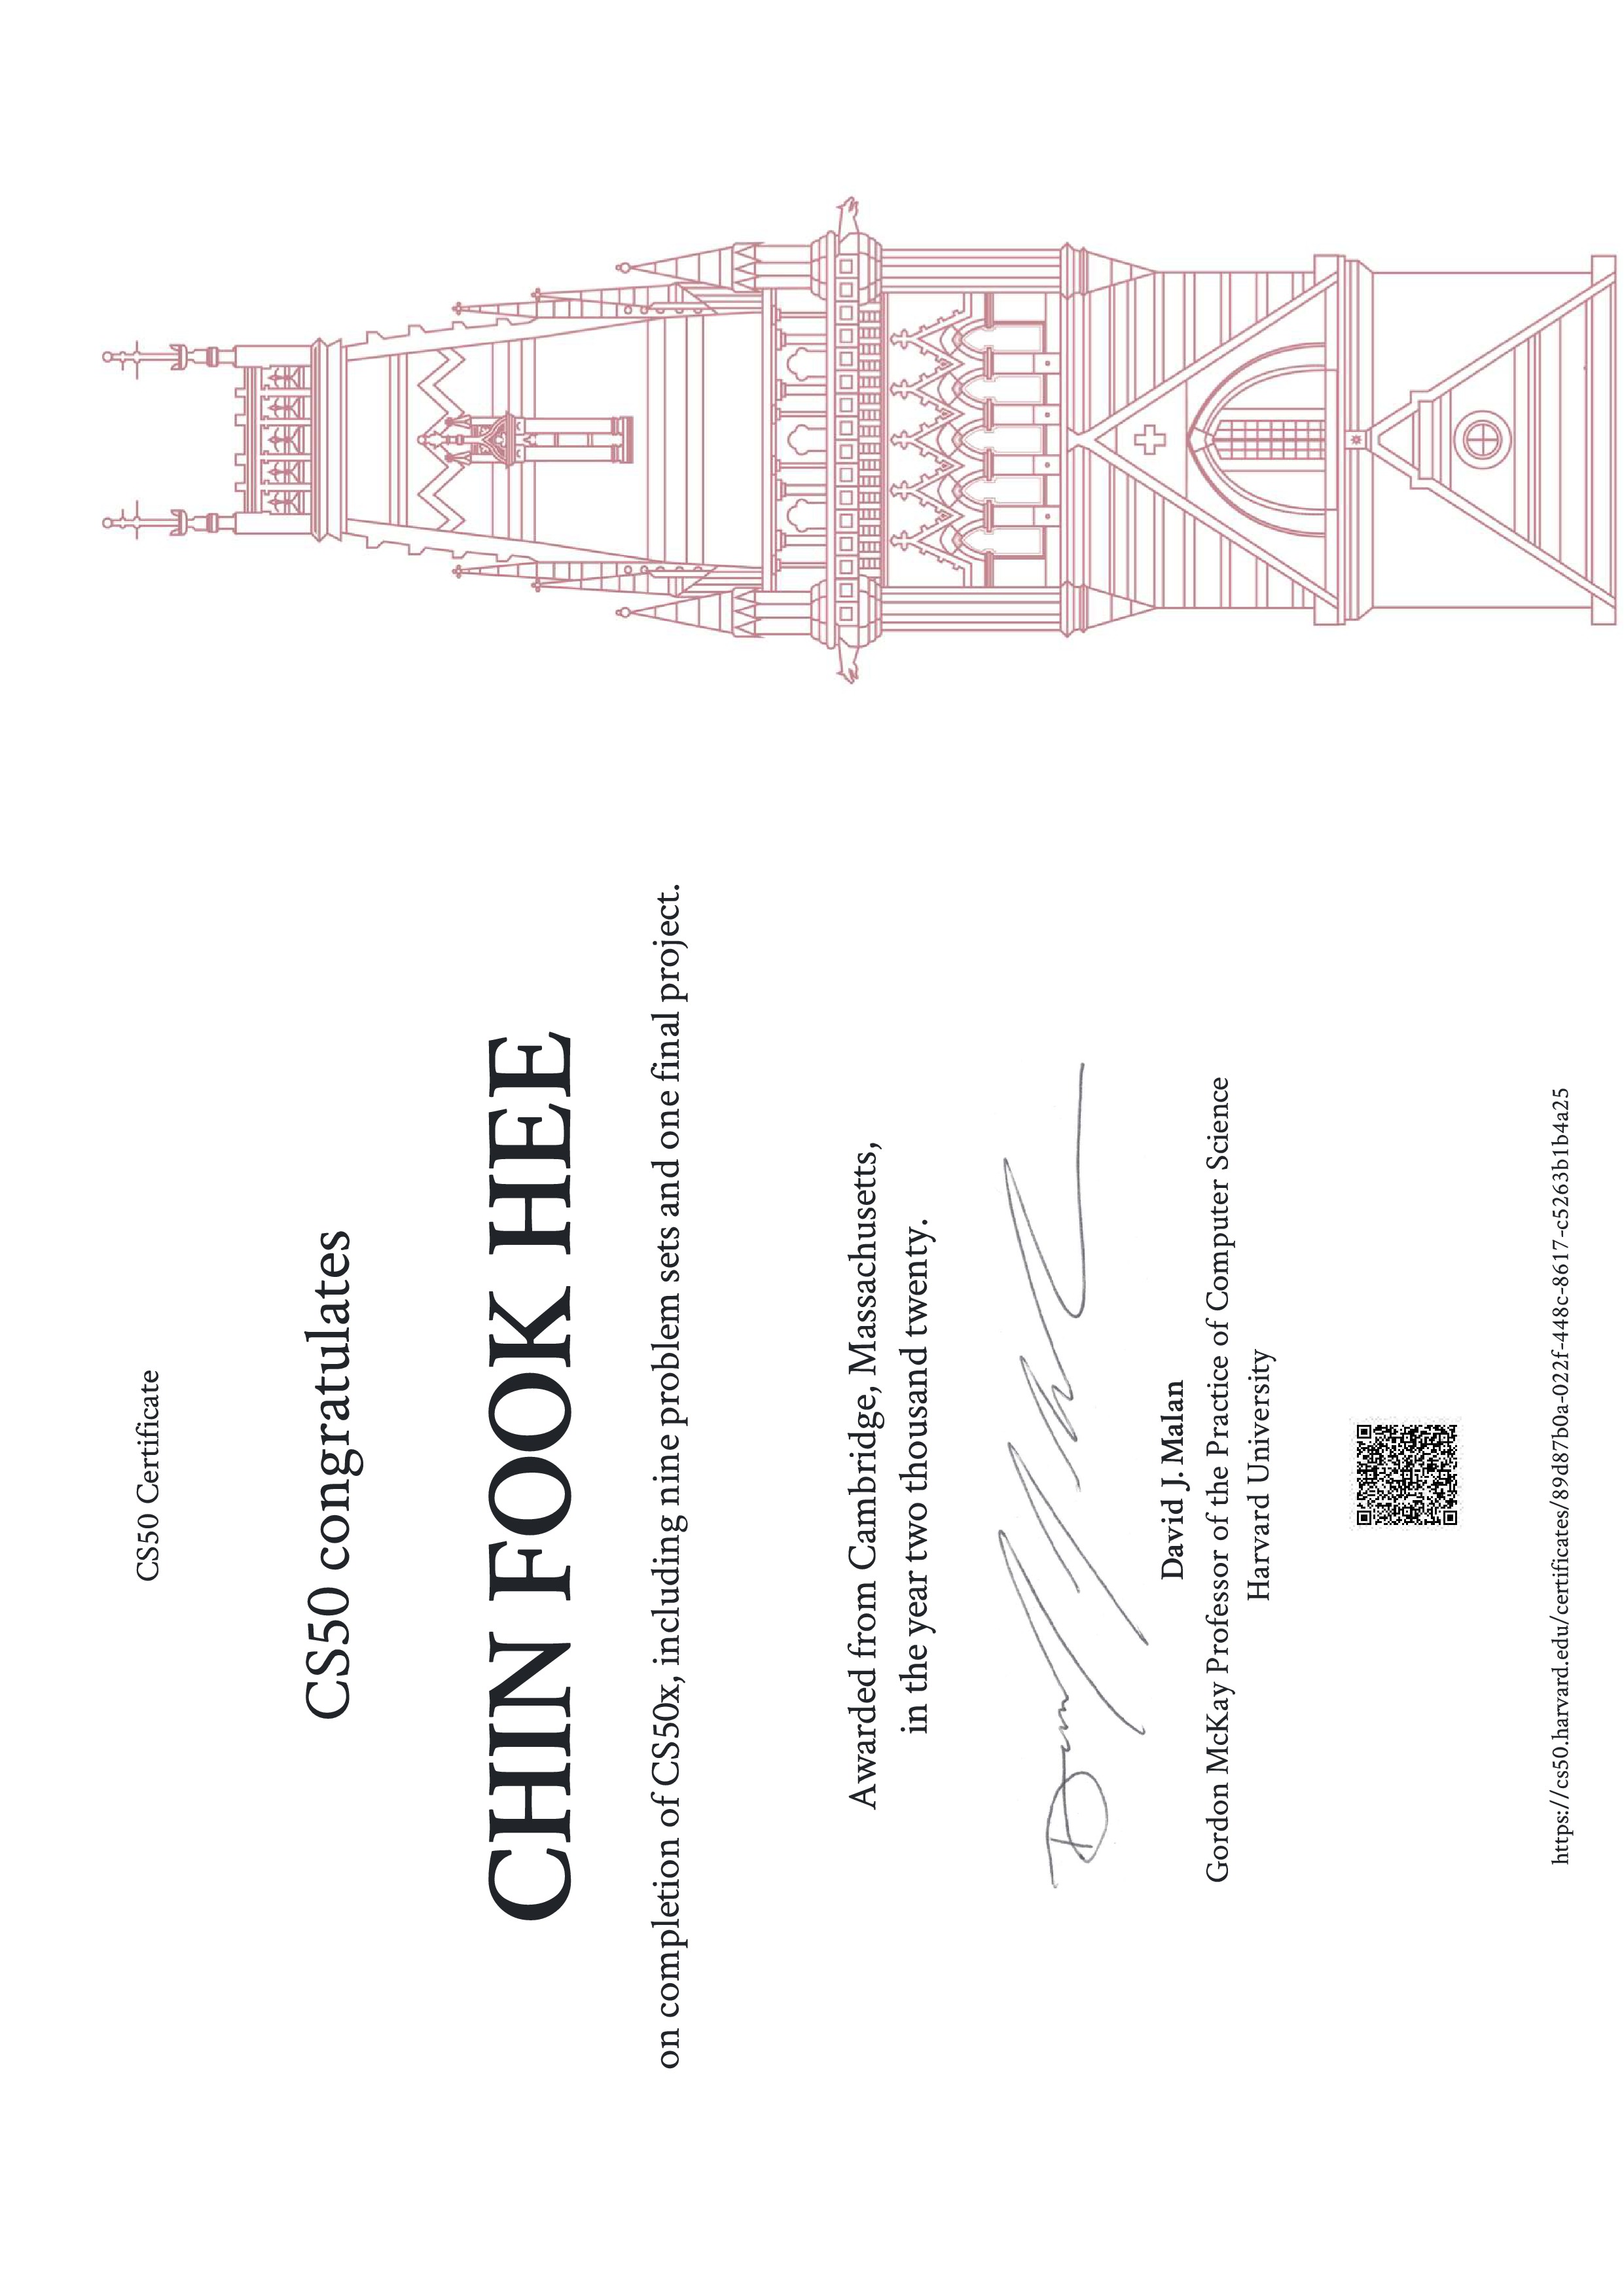 CS50 Certificate
CS50 congratulates
CHIN FOOK HEE
on completion of CS50x, including nine problem sets and one final project.
Awarded from Cambridge, Massachusetts,
in the year two thousand twenty.
David J. Malan
Gordon McKay Professor of the Practice of Computer Science
Harvard University
https://cs50.harvard.edu/certificates/89d87b0a-022f-448c-8617-c5263b1b4a25